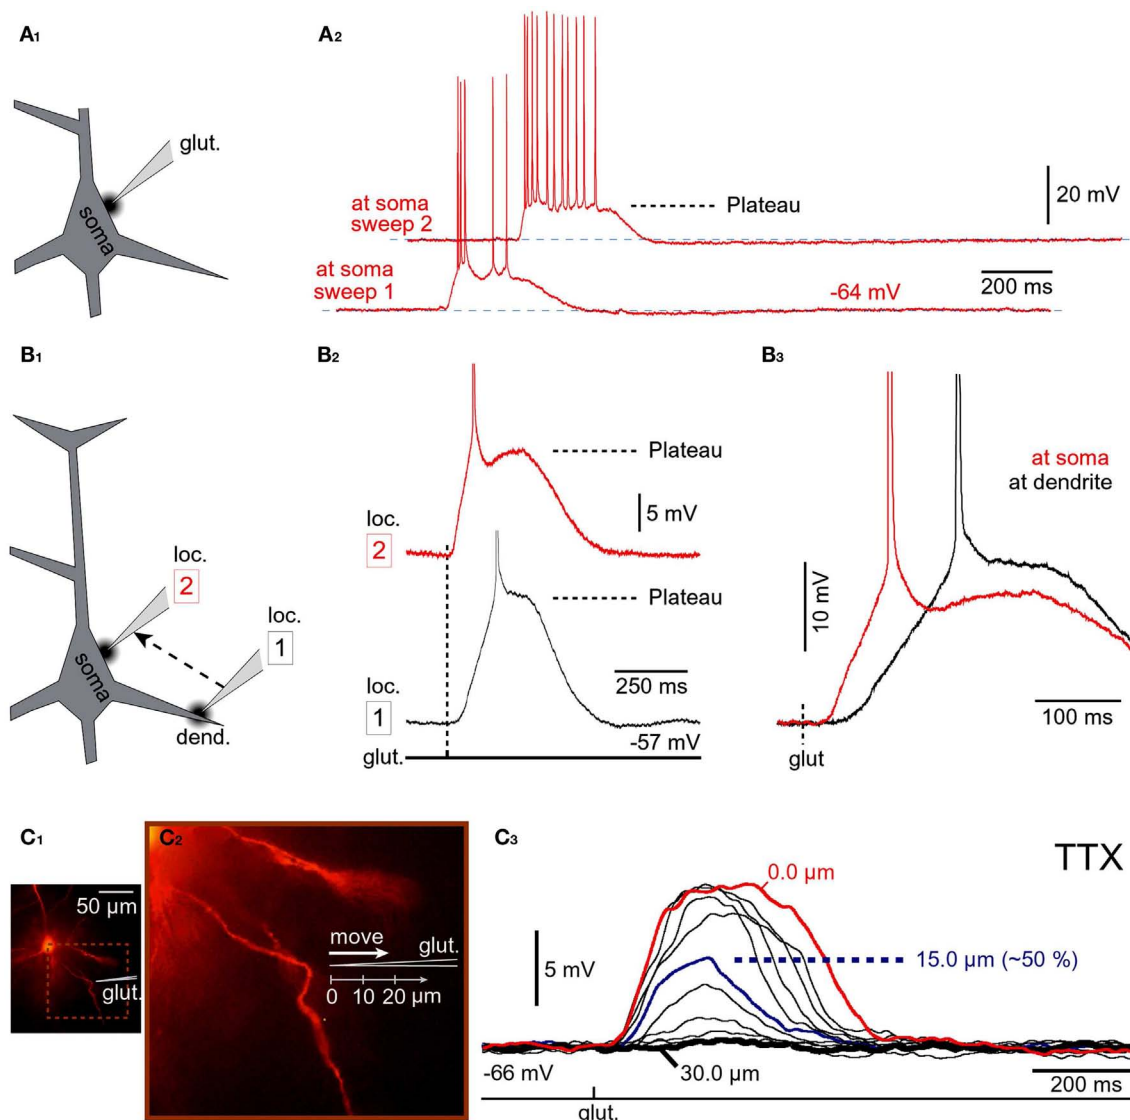 A1
glut.
soma
A2
at soma
sweep 2
Plateau
20 mV
at soma
sweep 1
-64 mV
200 ms
B1
loc.
2
loc.
1
soma
dend.
B2
loc.
2
Plateau
5 mV
loc.
1
Plateau
250 ms
-57 mV
glut.
B3
at soma
at dendrite
10 mV
100 ms
glut
C1
50 μm
glut.
C2
move
glut.
0 10 20 μm
C3
TTX
0.0 μm
5 mV
15.0 μm (~50 %)
-66 mV
30.0 μm
200 ms
glut.